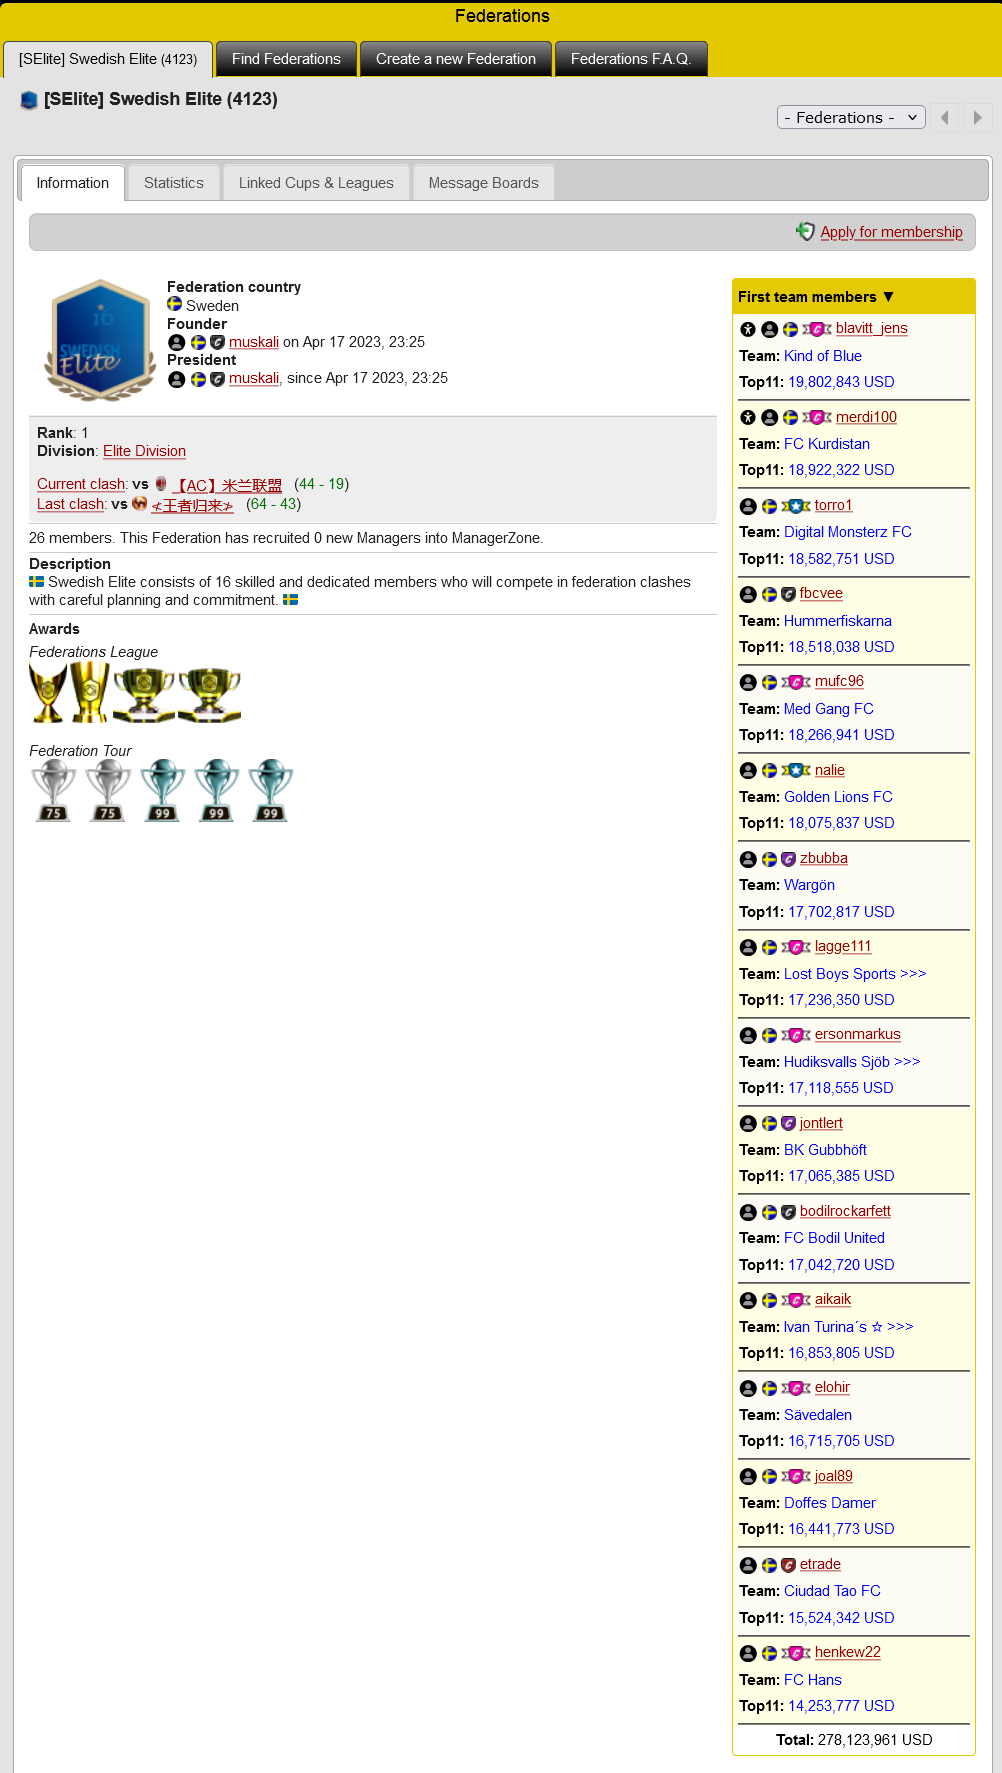 Federations
[SElite] Swedish Elite (4123)
Find Federations
Create a new Federation
Federations F.A.Q.
[SElite] Swedish Elite (4123)
- Federations -
Information
Statistics
Linked Cups & Leagues
Message Boards
Apply for membership
16
SWEDISH
Elite
Federation country
Sweden
Founder
muskali on Apr 17 2023, 23:25
President
muskali, since Apr 17 2023, 23:25
Rank: 1
Division: Elite Division
Current clash: vs 【AC】米兰联盟 (44 - 19)
Last clash: vs ≮王者归来≯ (64 - 43)
26 members. This Federation has recruited 0 new Managers into ManagerZone.
Description
Swedish Elite consists of 16 skilled and dedicated members who will compete in federation clashes
with careful planning and commitment.
Awards
Federations League
Federation Tour
75
75
99
99
99
First team members ▼
blavitt_jens
Team: Kind of Blue
Top11: 19,802,843 USD
merdi100
Team: FC Kurdistan
Top11: 18,922,322 USD
torro1
Team: Digital Monsterz FC
Top11: 18,582,751 USD
fbcvee
Team: Hummerfiskarna
Top11: 18,518,038 USD
mufc96
Team: Med Gang FC
Top11: 18,266,941 USD
nalie
Team: Golden Lions FC
Top11: 18,075,837 USD
zbubba
Team: Wargön
Top11: 17,702,817 USD
lagge111
Team: Lost Boys Sports >>>
Top11: 17,236,350 USD
ersonmarkus
Team: Hudiksvalls Sjöb >>>
Top11: 17,118,555 USD
jontlert
Team: BK Gubbhöft
Top11: 17,065,385 USD
bodilrockarfett
Team: FC Bodil United
Top11: 17,042,720 USD
aikaik
Team: Ivan Turina´s ☆ >>>
Top11: 16,853,805 USD
elohir
Team: Sävedalen
Top11: 16,715,705 USD
joal89
Team: Doffes Damer
Top11: 16,441,773 USD
etrade
Team: Ciudad Tao FC
Top11: 15,524,342 USD
henkew22
Team: FC Hans
Top11: 14,253,777 USD
Total: 278,123,961 USD